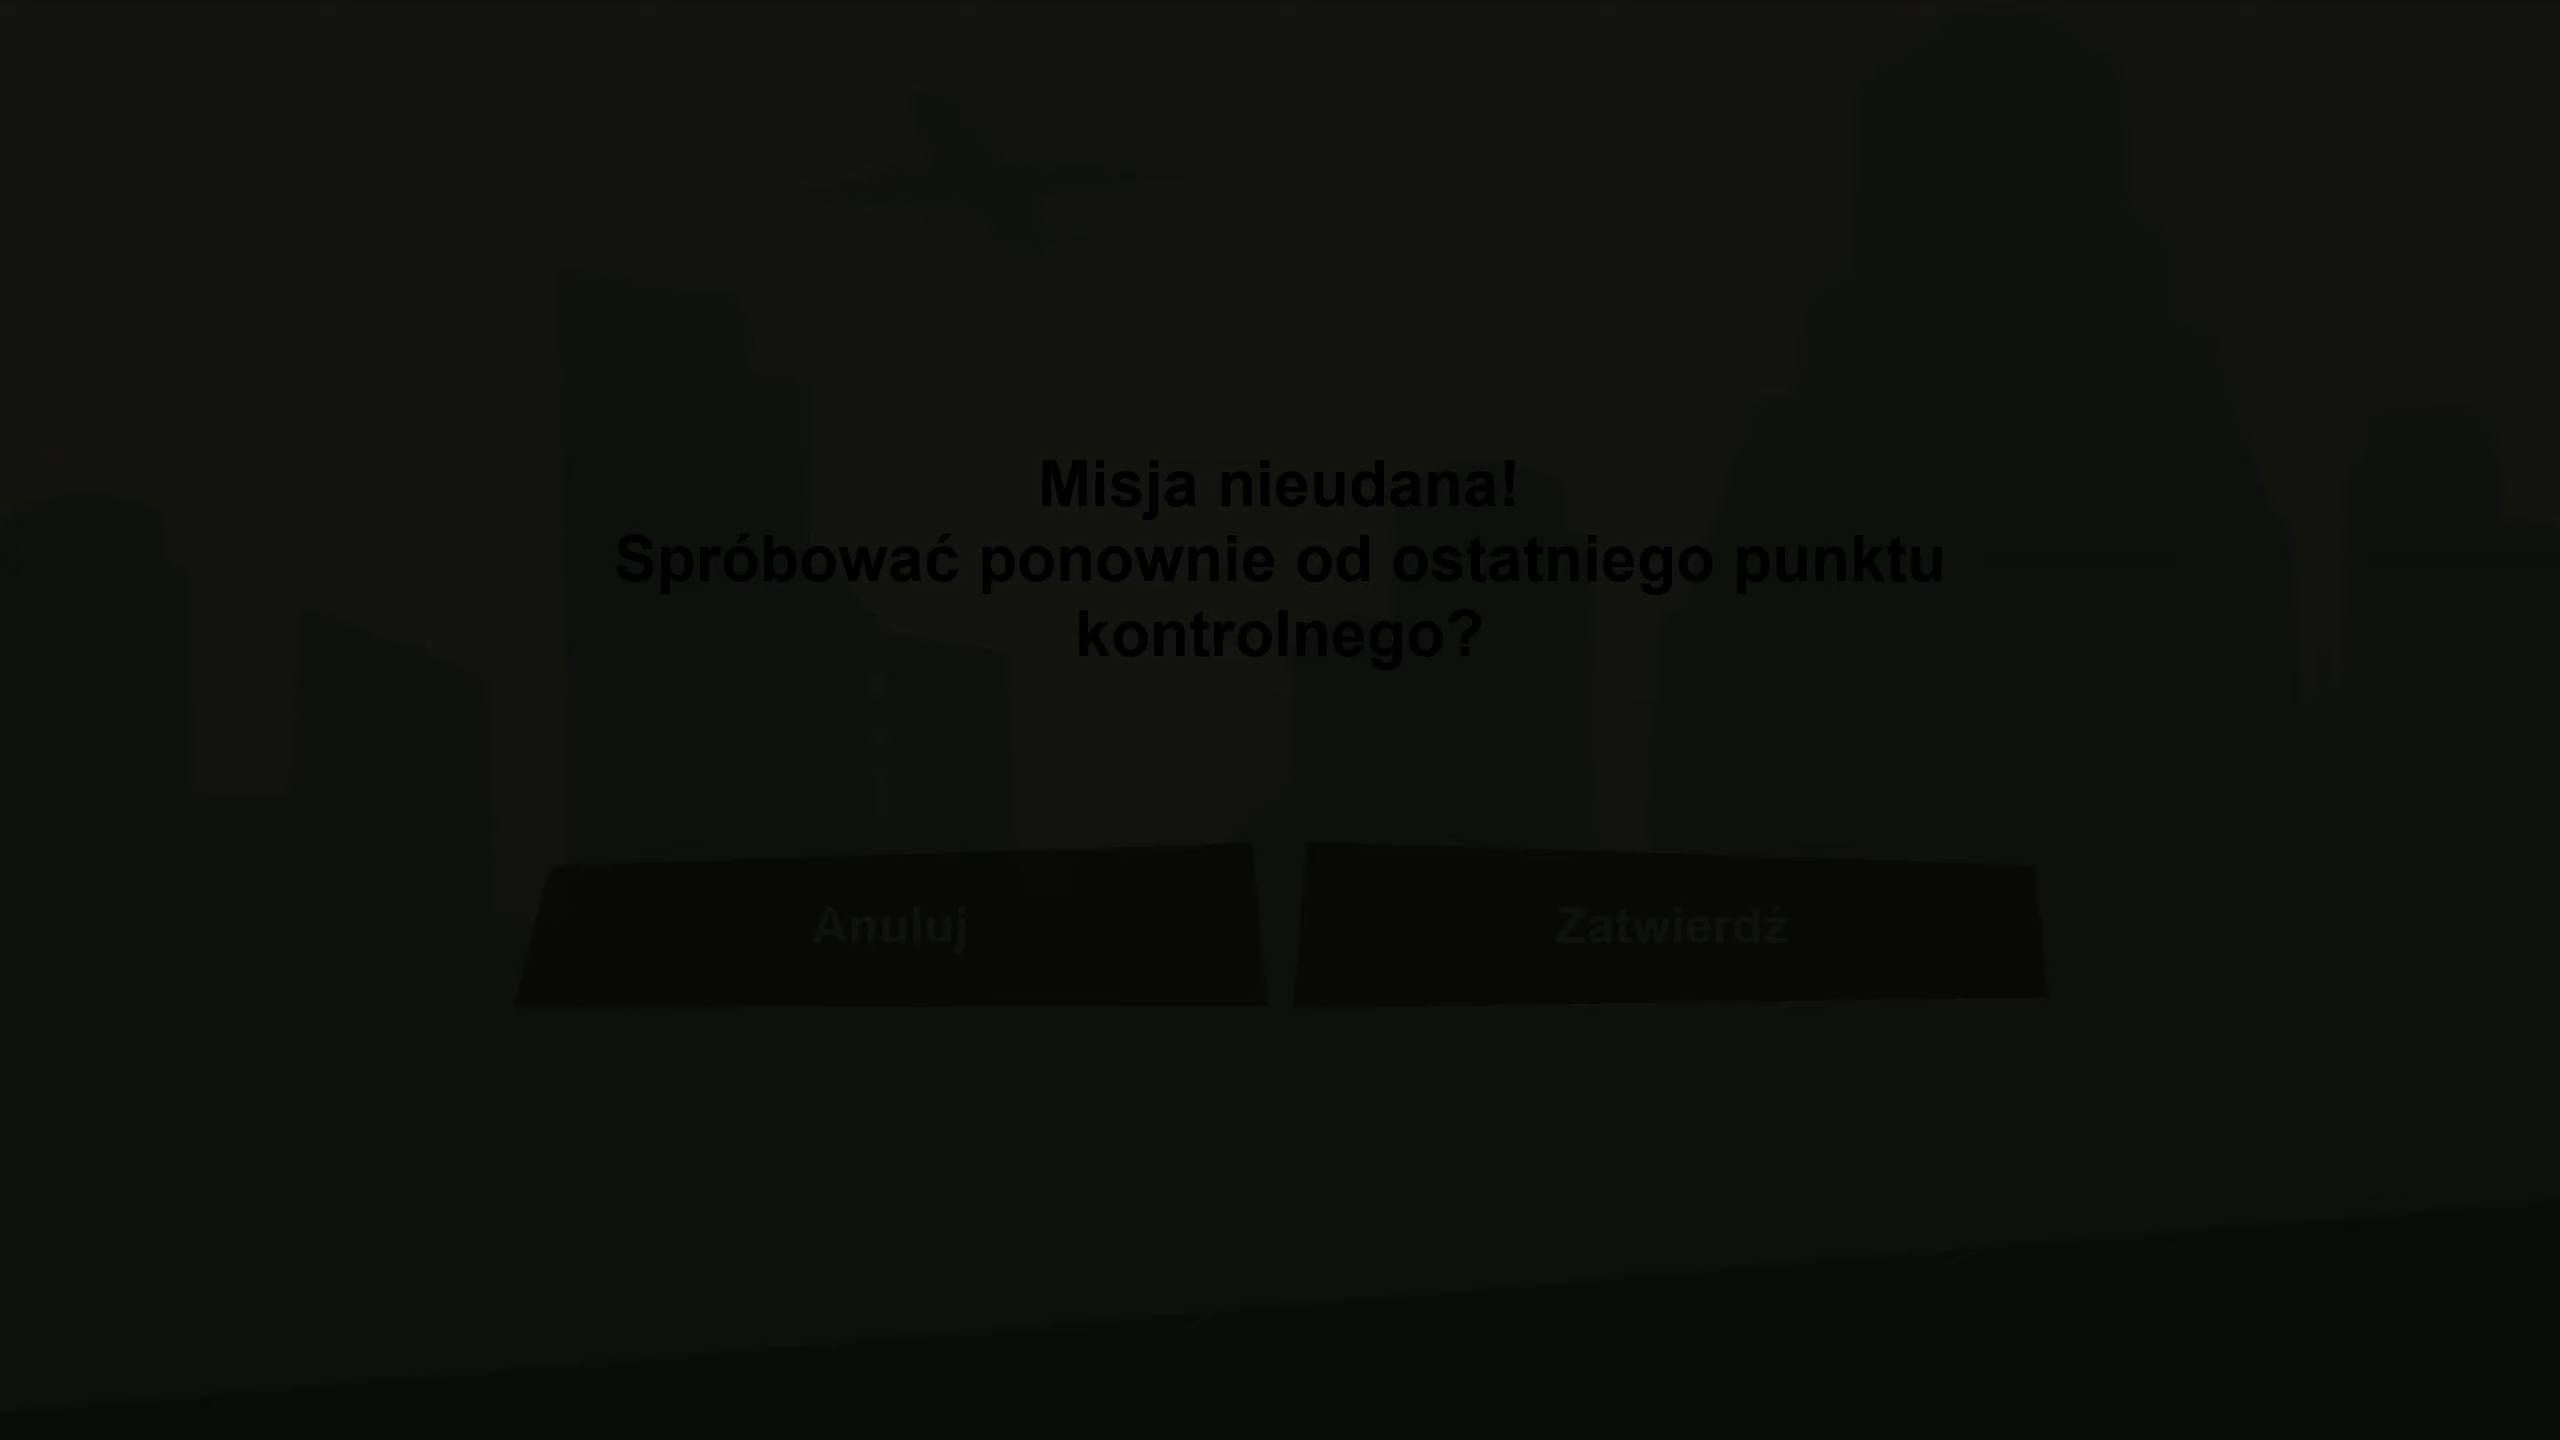 Misja nieudana!
Spróbować ponownie od ostatniego punktu
kontrolnego?
Anuluj
Zatwierdź